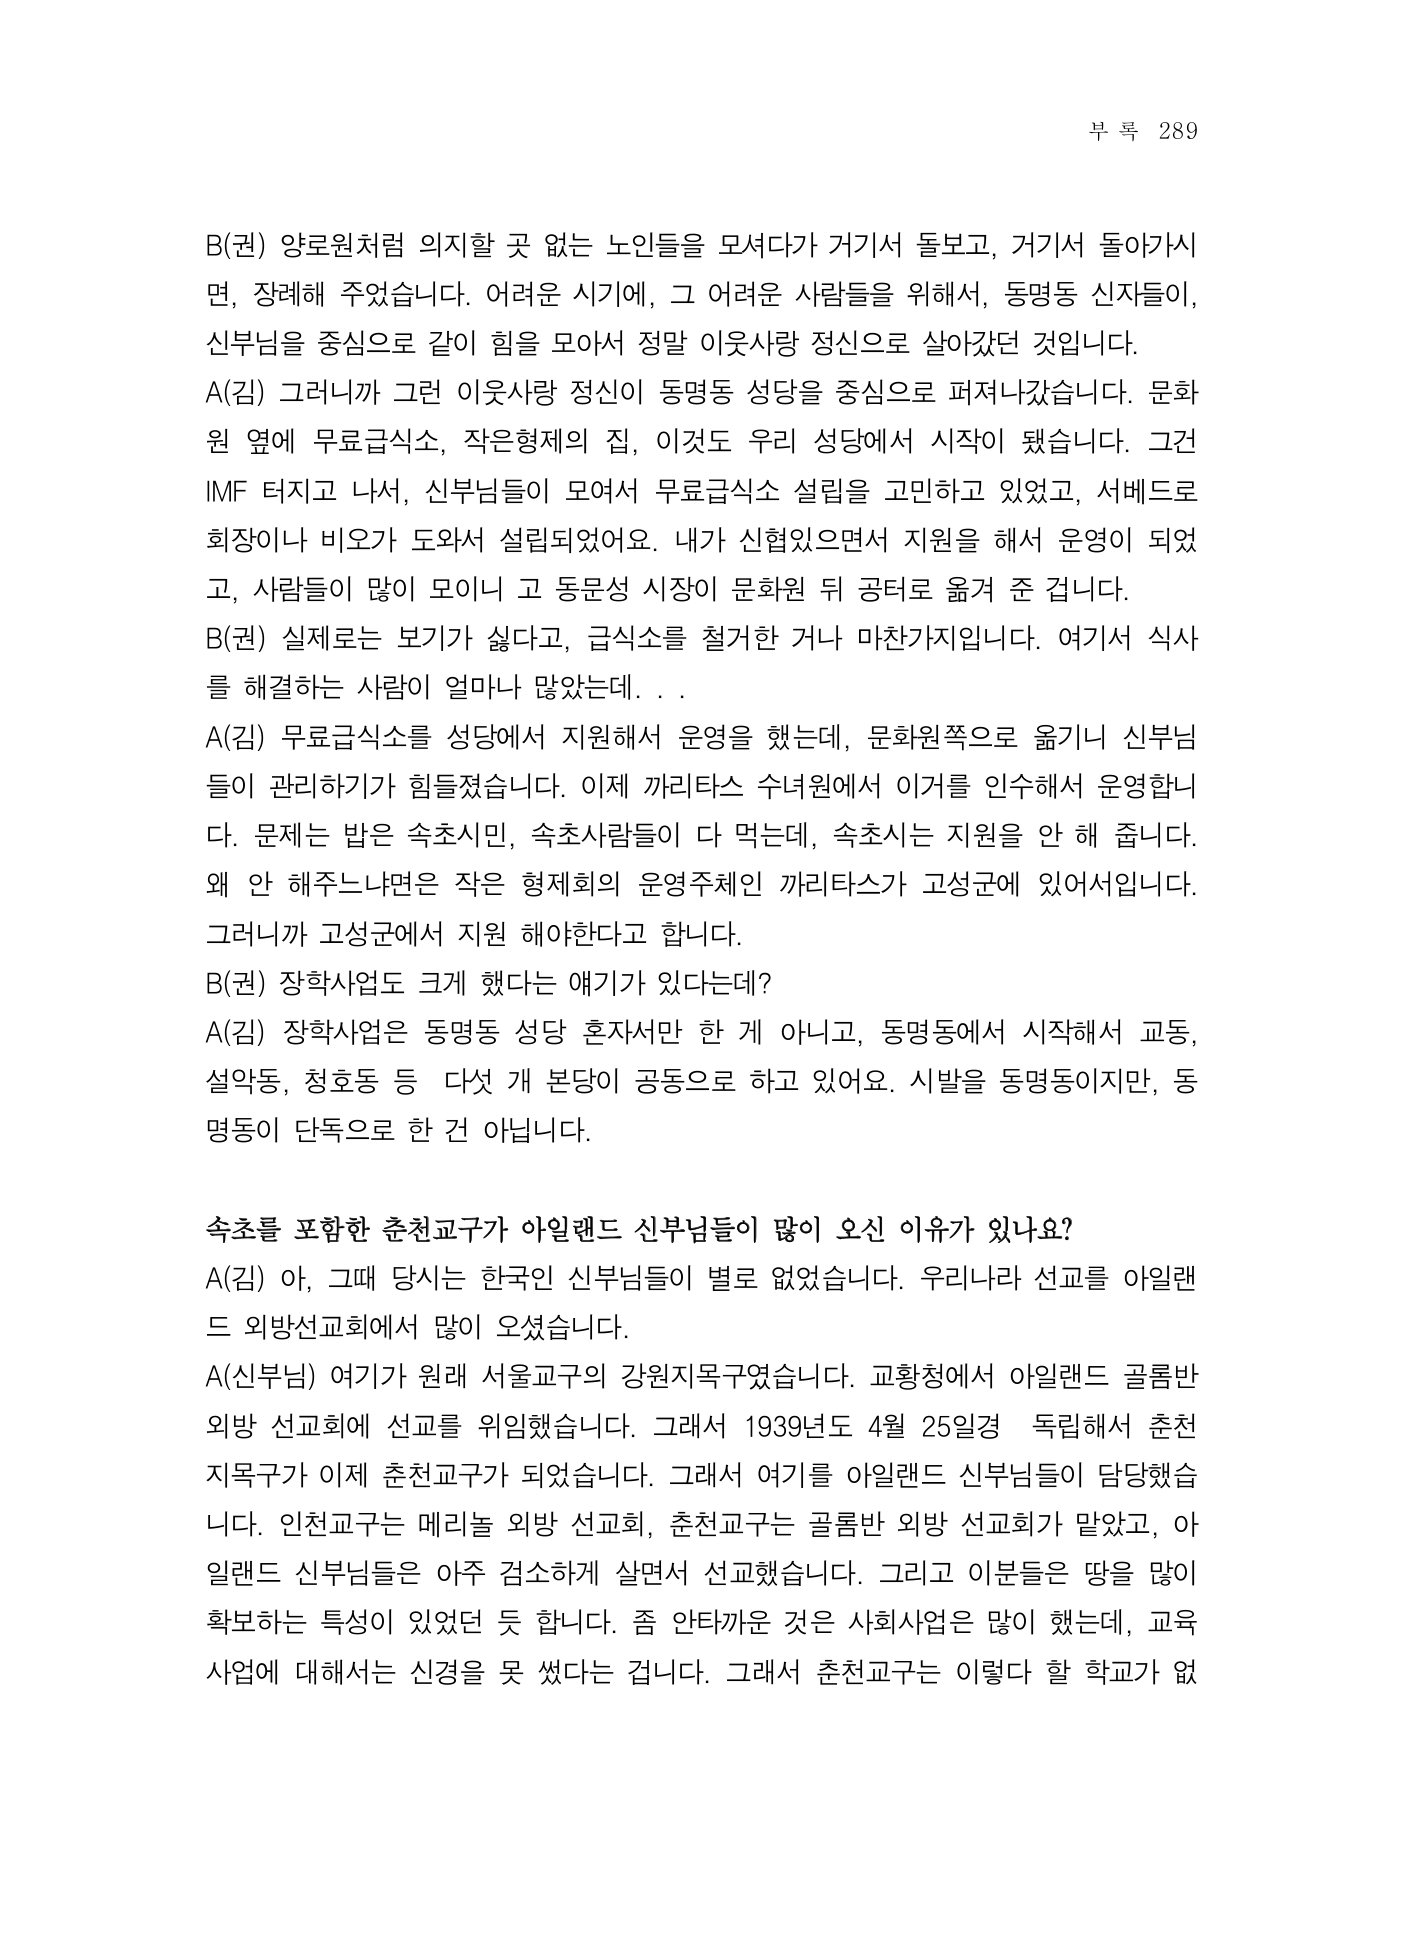 부 록 289
B(권) 양로원처럼 의지할 곳 없는 노인들을 모셔다가 거기서 돌보고, 거기서 돌아가시
면, 장례해 주었습니다. 어려운 시기에, 그 어려운 사람들을 위해서, 동명동 신자들이,
신부님을 중심으로 같이 힘을 모아서 정말 이웃사랑 정신으로 살아갔던 것입니다.
A(김) 그러니까 그런 이웃사랑 정신이 동명동 성당을 중심으로 퍼져나갔습니다. 문화
원 옆에 무료급식소, 작은형제의 집, 이것도 우리 성당에서 시작이 됐습니다. 그건
IMF 터지고 나서, 신부님들이 모여서 무료급식소 설립을 고민하고 있었고, 서베드로
회장이나 비오가 도와서 설립되었어요. 내가 신협있으면서 지원을 해서 운영이 되었
고, 사람들이 많이 모이니 고 동문성 시장이 문화원 뒤 공터로 옮겨 준 겁니다.
B(권) 실제로는 보기가 싫다고, 급식소를 철거한 거나 마찬가지입니다. 여기서 식사
를 해결하는 사람이 얼마나 많았는데. . .
A(김) 무료급식소를 성당에서 지원해서 운영을 했는데, 문화원쪽으로 옮기니 신부님
들이 관리하기가 힘들졌습니다. 이제 까리타스 수녀원에서 이거를 인수해서 운영합니
다. 문제는 밥은 속초시민, 속초사람들이 다 먹는데, 속초시는 지원을 안 해 줍니다.
왜 안 해주느냐면은 작은 형제회의 운영주체인 까리타스가 고성군에 있어서입니다.
그러니까 고성군에서 지원 해야한다고 합니다.
B(권) 장학사업도 크게 했다는 얘기가 있다는데?
A(김) 장학사업은 동명동 성당 혼자서만 한 게 아니고, 동명동에서 시작해서 교동,
설악동, 청호동 등  다섯 개 본당이 공동으로 하고 있어요. 시발을 동명동이지만, 동
명동이 단독으로 한 건 아닙니다.
속초를 포함한 춘천교구가 아일랜드 신부님들이 많이 오신 이유가 있나요?
A(김) 아, 그때 당시는 한국인 신부님들이 별로 없었습니다. 우리나라 선교를 아일랜
드 외방선교회에서 많이 오셨습니다.
A(신부님) 여기가 원래 서울교구의 강원지목구였습니다. 교황청에서 아일랜드 골롬반
외방 선교회에 선교를 위임했습니다. 그래서 1939년도 4월 25일경  독립해서 춘천
지목구가 이제 춘천교구가 되었습니다. 그래서 여기를 아일랜드 신부님들이 담당했습
니다. 인천교구는 메리놀 외방 선교회, 춘천교구는 골롬반 외방 선교회가 맡았고, 아
일랜드 신부님들은 아주 검소하게 살면서 선교했습니다. 그리고 이분들은 땅을 많이
확보하는 특성이 있었던 듯 합니다. 좀 안타까운 것은 사회사업은 많이 했는데, 교육
사업에 대해서는 신경을 못 썼다는 겁니다. 그래서 춘천교구는 이렇다 할 학교가 없